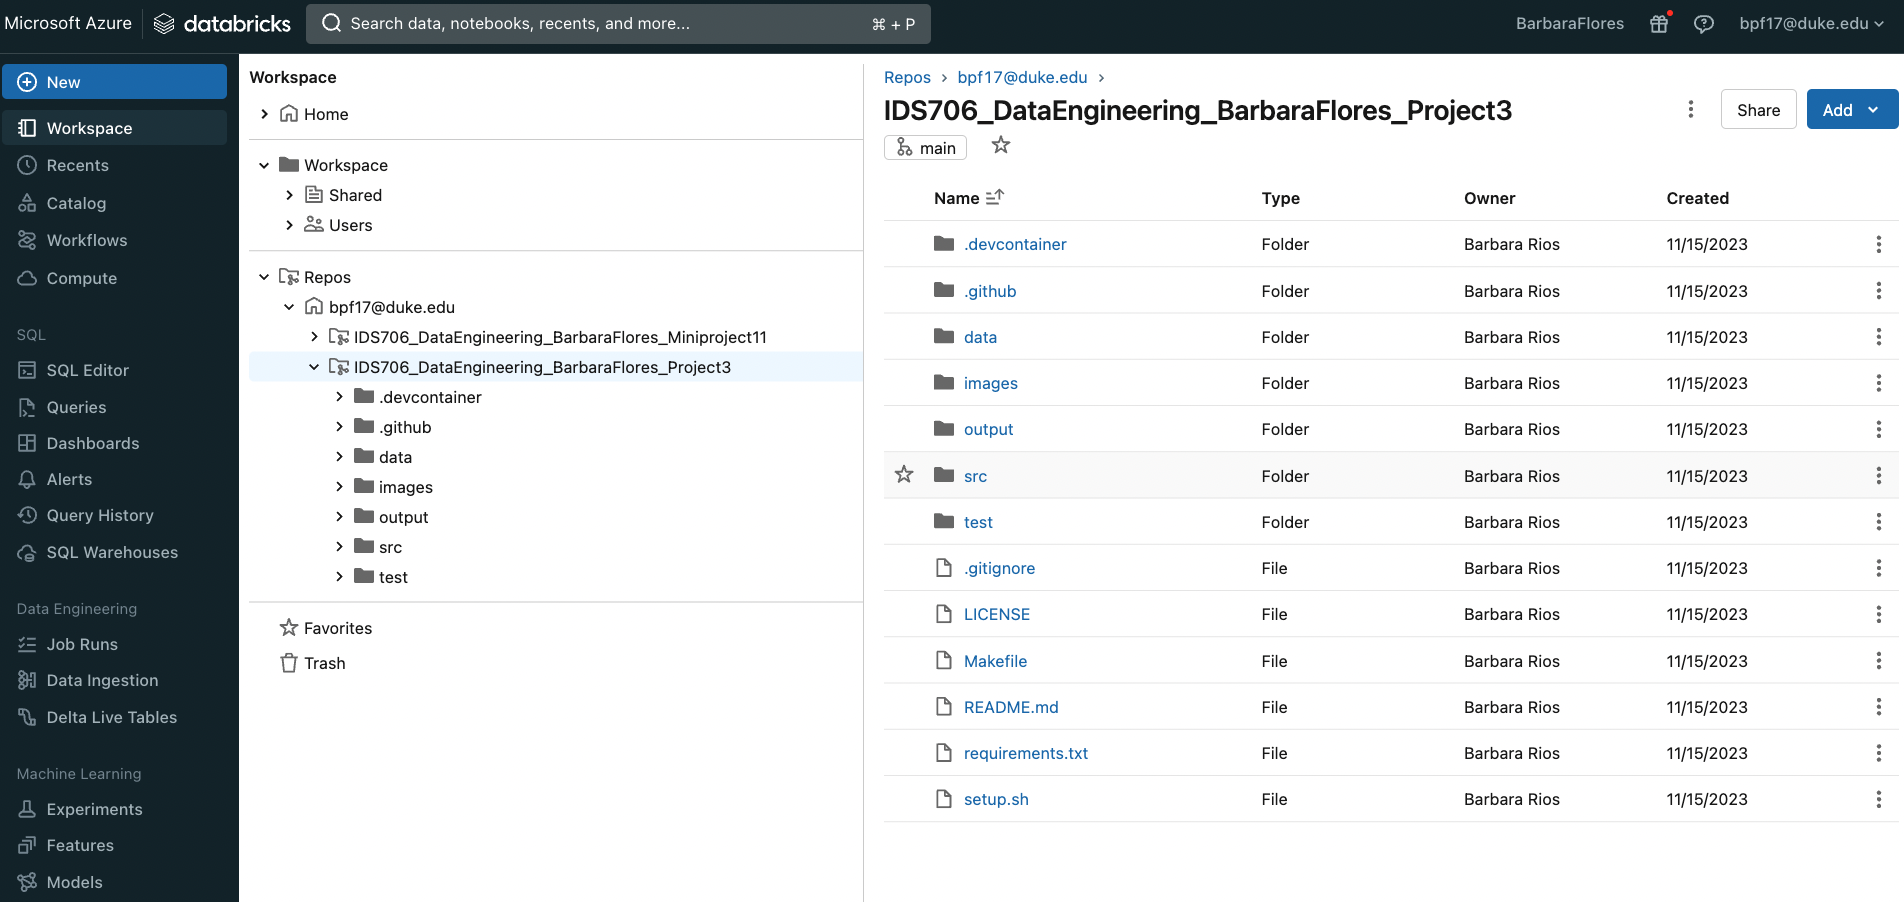 Microsoft Azure databricks Search data, notebooks, recents, and more... ⌘ + P BarbaraFlores bpf17@duke.edu
New
Workspace
Recents
Catalog
Workflows
Compute
SQL
SQL Editor
Queries
Dashboards
Alerts
Query History
SQL Warehouses
Data Engineering
Job Runs
Data Ingestion
Delta Live Tables
Machine Learning
Experiments
Features
Models
Workspace
Home
Workspace
Shared
Users
Repos
bpf17@duke.edu
IDS706_DataEngineering_BarbaraFlores_Miniproject11
IDS706_DataEngineering_BarbaraFlores_Project3
.devcontainer
.github
data
images
output
src
test
Favorites
Trash
Repos › bpf17@duke.edu ›
IDS706_DataEngineering_BarbaraFlores_Project3
Share Add
main
Name Type Owner Created
.devcontainer Folder Barbara Rios 11/15/2023
.github Folder Barbara Rios 11/15/2023
data Folder Barbara Rios 11/15/2023
images Folder Barbara Rios 11/15/2023
output Folder Barbara Rios 11/15/2023
src Folder Barbara Rios 11/15/2023
test Folder Barbara Rios 11/15/2023
.gitignore File Barbara Rios 11/15/2023
LICENSE File Barbara Rios 11/15/2023
Makefile File Barbara Rios 11/15/2023
README.md File Barbara Rios 11/15/2023
requirements.txt File Barbara Rios 11/15/2023
setup.sh File Barbara Rios 11/15/2023